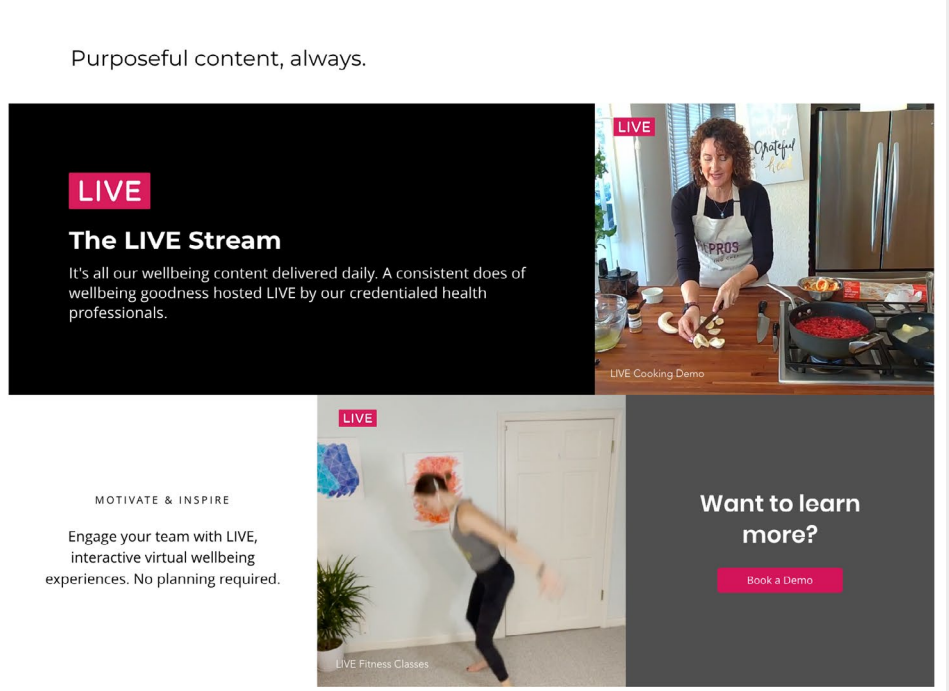 Purposeful content, always.
LIVE
The LIVE Stream
It's all our wellbeing content delivered daily. A consistent does of
wellbeing goodness hosted LIVE by our credentialed health
professionals.
LIVE
Grateful
PROS
LIVE Cooking Demo
MOTIVATE & INSPIRE
Engage your team with LIVE,
interactive virtual wellbeing
experiences. No planning required.
LIVE
LIVE Fitness Classes
Want to learn
more?
Book a Demo